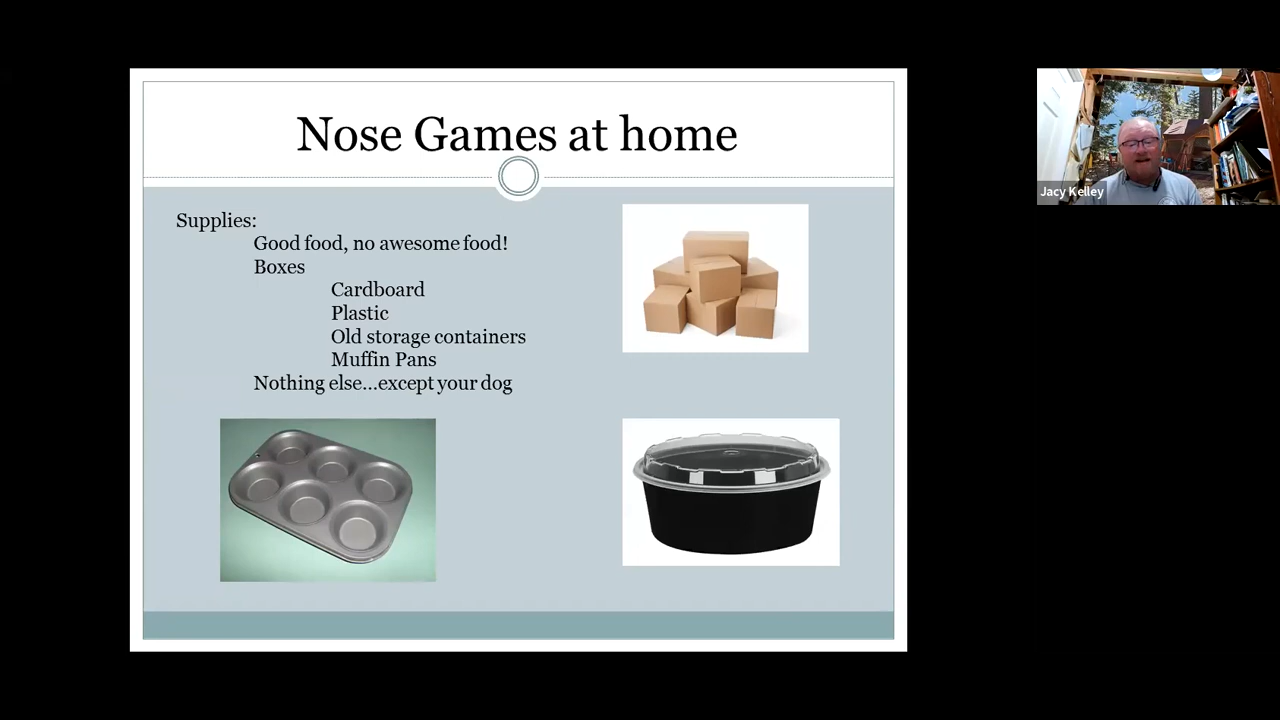 Nose Games at home
Supplies:
Good food, no awesome food!
Boxes
Cardboard
Plastic
Old storage containers
Muffin Pans
Nothing else...except your dog
Jacy Kelley